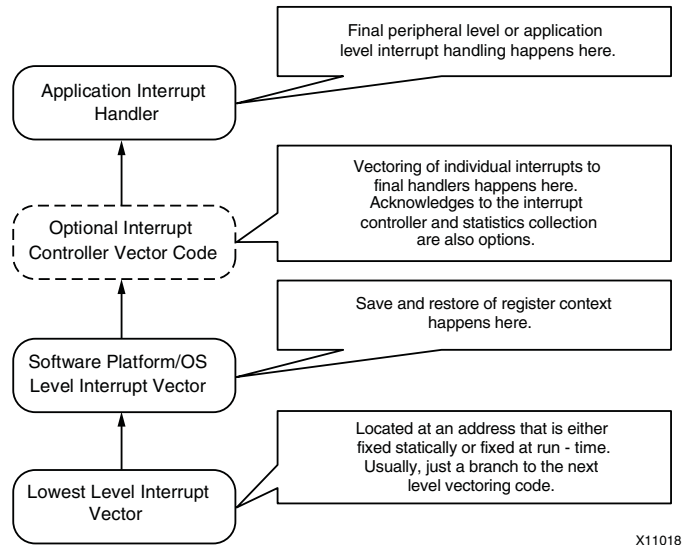 Final peripheral level or application
level interrupt handling happens here.
Application Interrupt
Handler
Vectoring of individual interrupts to
final handlers happens here.
Acknowledges to the interrupt
controller and statistics collection
are also options.
Optional Interrupt
Controller Vector Code
Save and restore of register context
happens here.
Software Platform/OS
Level Interrupt Vector
Located at an address that is either
fixed statically or fixed at run - time.
Usually, just a branch to the next
level vectoring code.
Lowest Level Interrupt
Vector
X11018